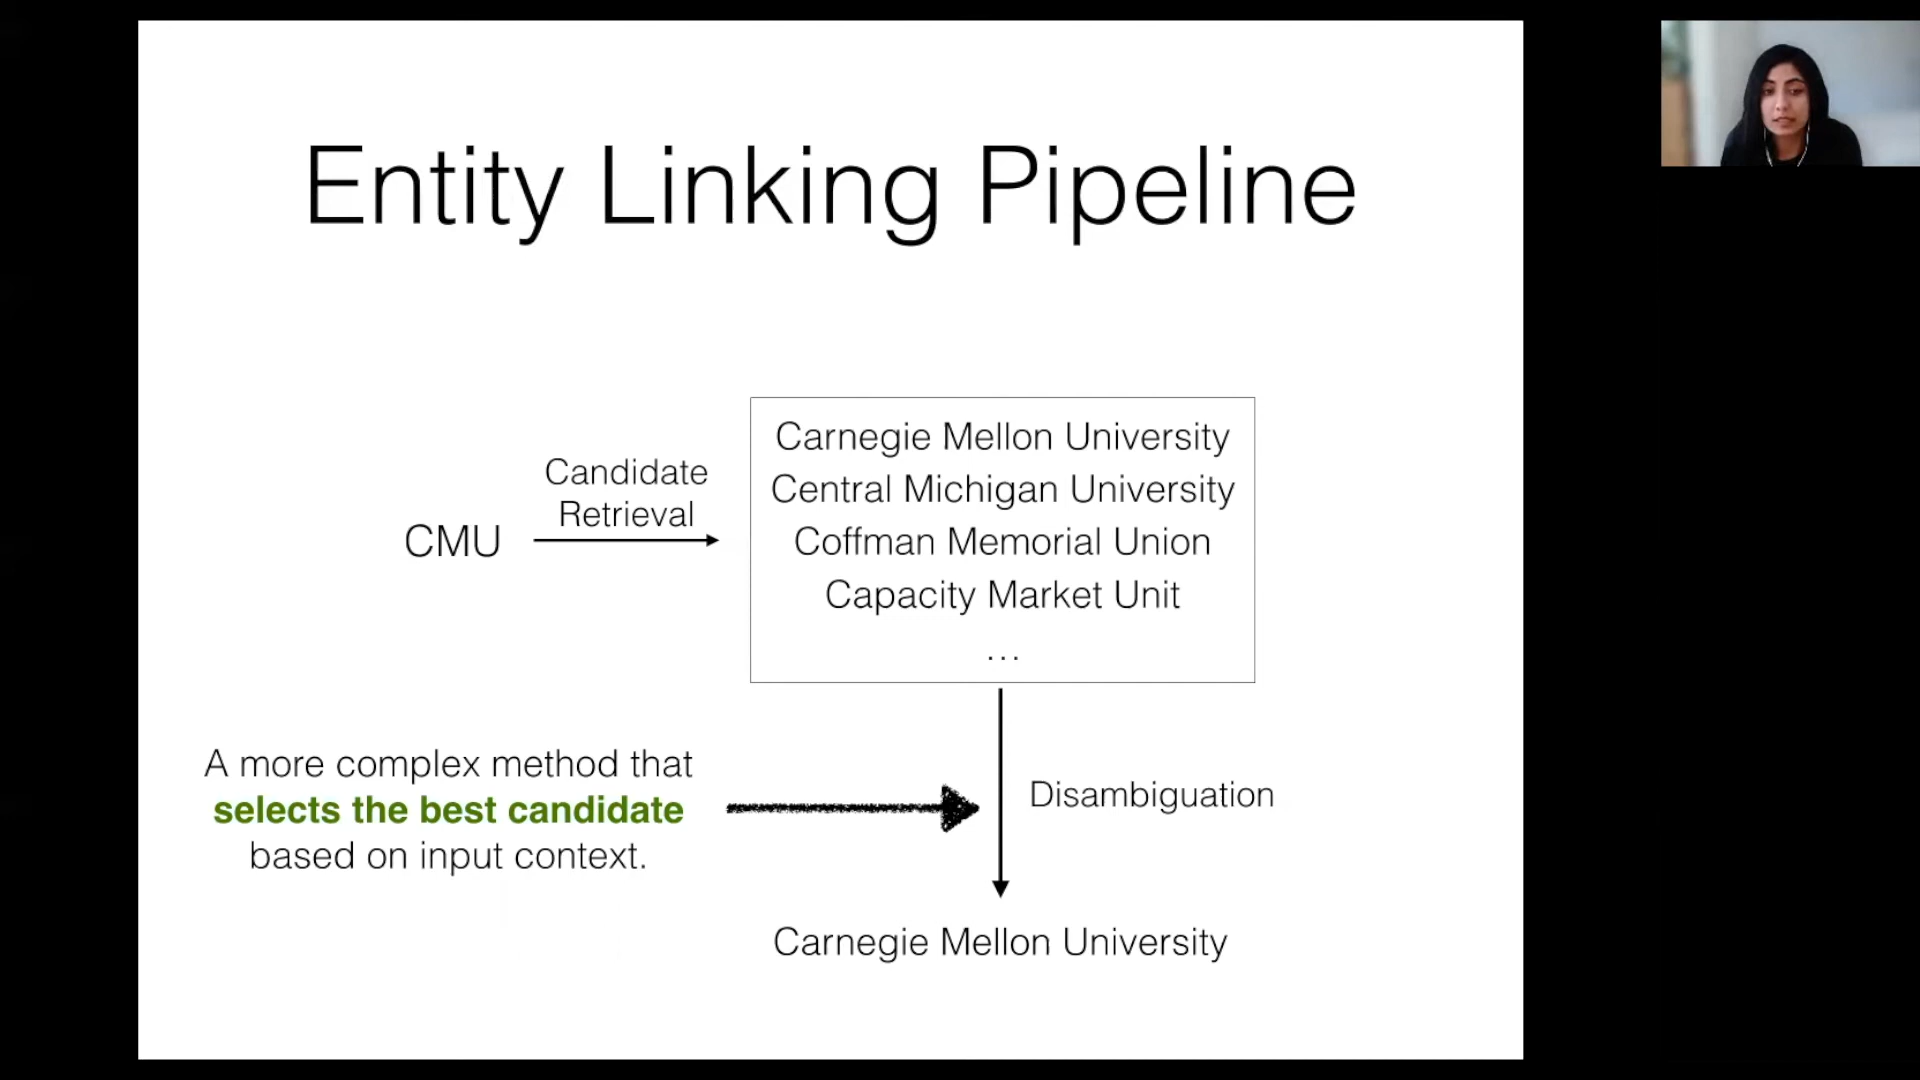 Entity Linking Pipeline
Candidate
Retrieval
CMU
Carnegie Mellon University
Central Michigan University
Coffman Memorial Union
Capacity Market Unit
...
A more complex method that
selects the best candidate
based on input context.
Disambiguation
Carnegie Mellon University